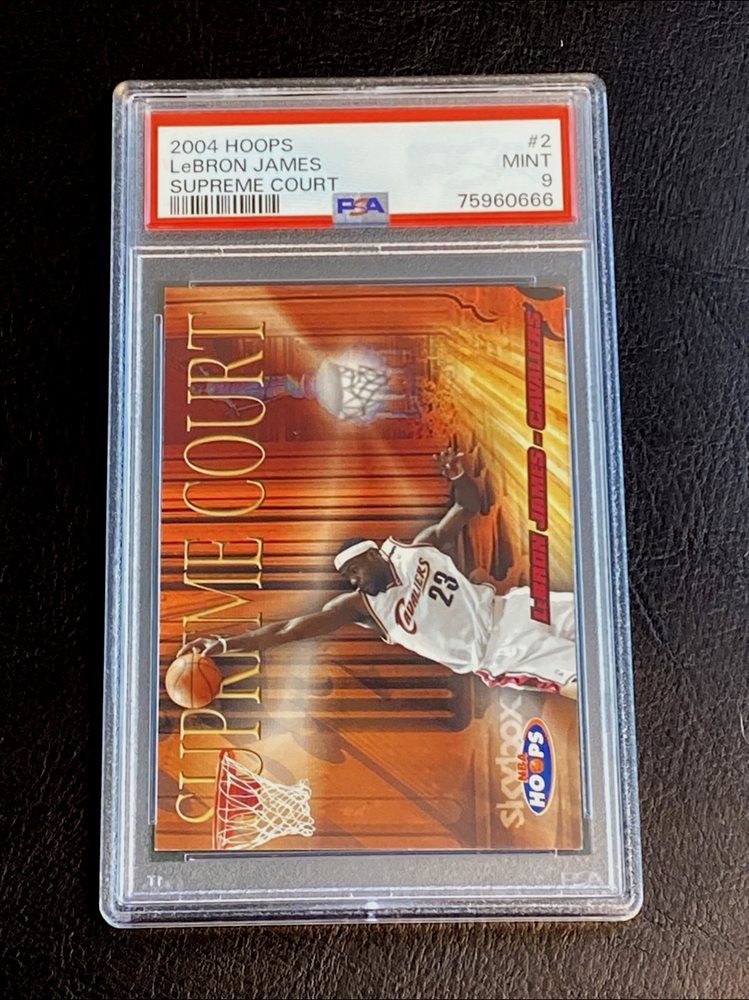 2004 HOOPS #2
LeBRON JAMES MINT
SUPREME COURT 9
PSA 75960666
SUPREME COURT
LeBRON JAMES - CAVALIERS
CAVALIERS
23
skybox
NBA
HOOPS
PSA